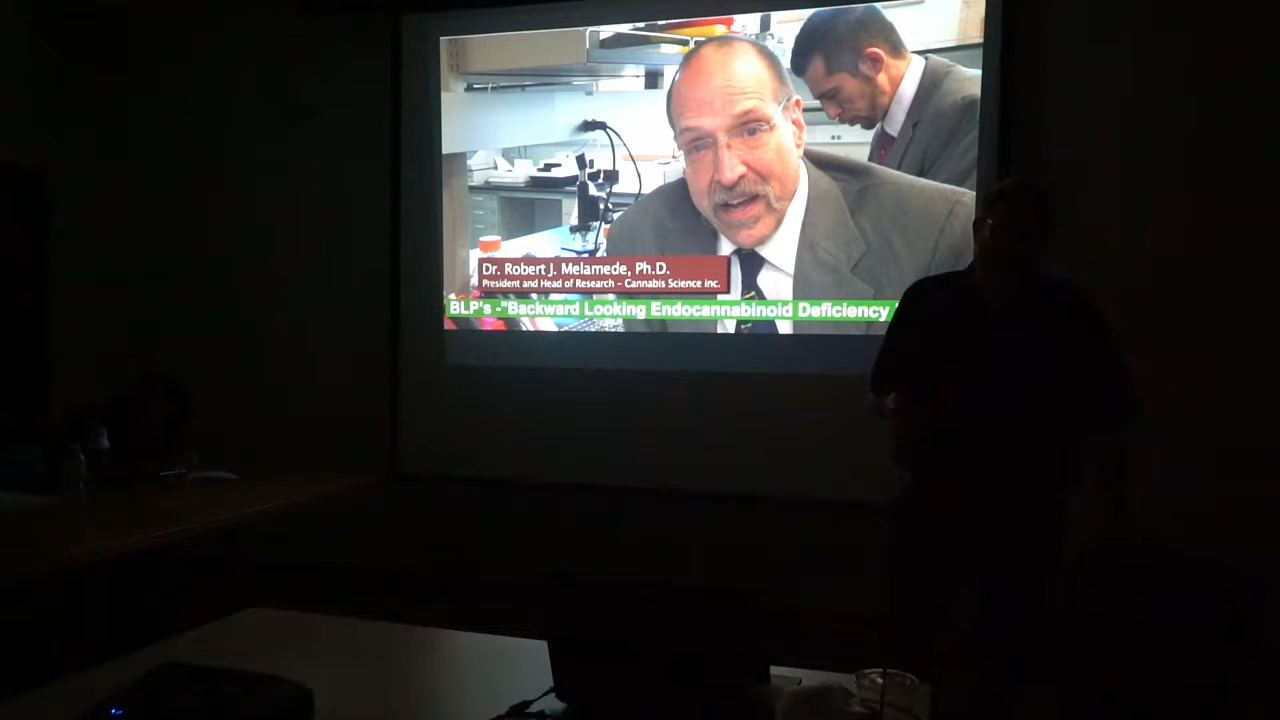 Dr. Robert J. Melamede, Ph.D.
President and Head of Research - Cannabis Science inc.
BLP's -"Backward Looking Endocannabinoid Deficiency